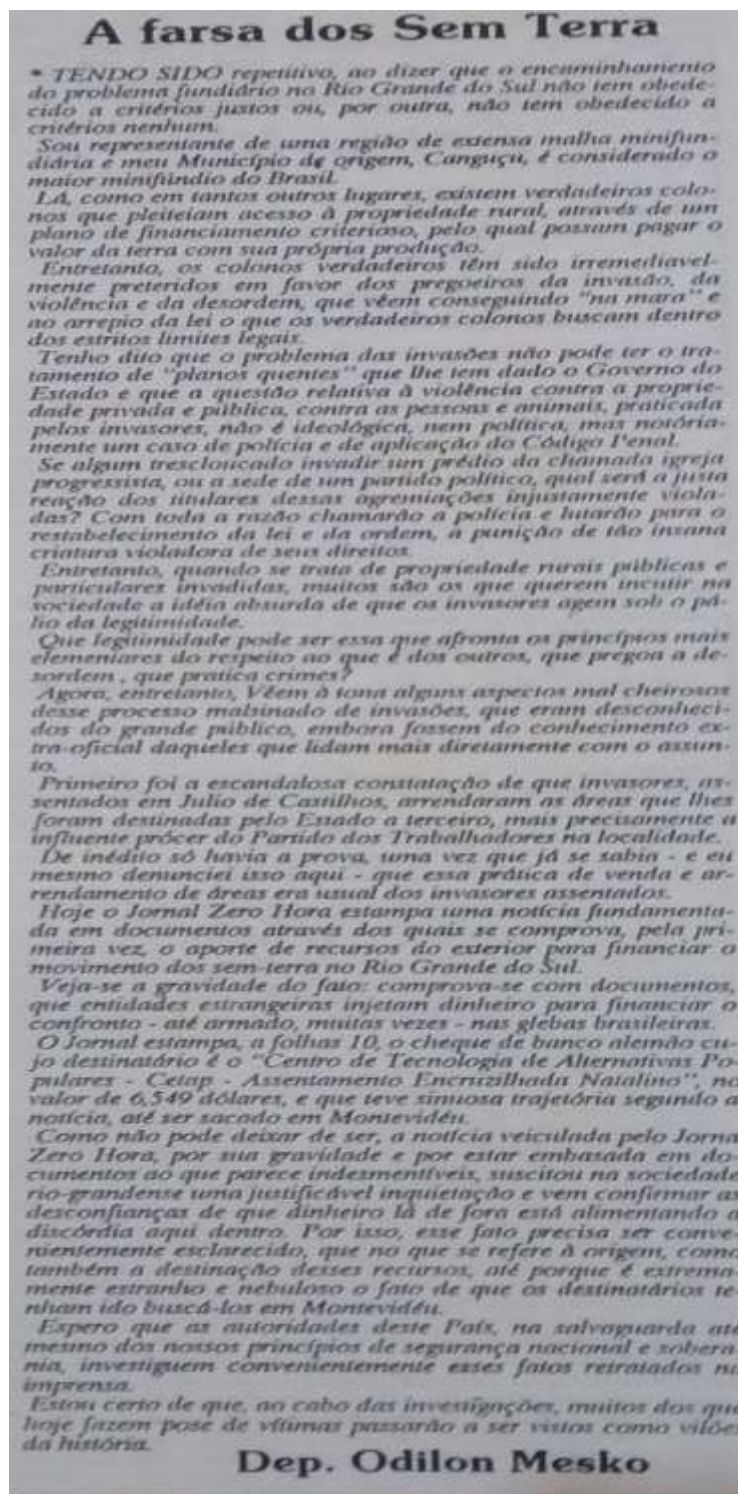 A farsa dos Sem Terra
* TENDO SIDO repetitivo, ao dizer que o encaminhamento
do problema fundiário no Rio Grande do Sul não tem obede-
cido a critérios justos ou, por outra, não tem obedecido a
critérios nenhum.
Sou representante de uma região de extensa malha minifun-
diária e meu Município de origem, Canguçu, é considerado o
maior minifúndio do Brasil.
Lá, como em tantos outros lugares, existem verdadeiros colo-
nos que pleiteiam acesso à propriedade rural, através de um
plano de financiamento criterioso, pelo qual possam pagar o
valor da terra com sua própria produção.
Entretanto, os colonos verdadeiros têm sido irremediavel-
mente preteridos em favor dos pregoeiros da invasão, da
violência e da desordem, que vêem conseguindo "na mara" e
ao arrepio da lei o que os verdadeiros colonos buscam dentro
dos estritos limites legais.
Tenho dito que o problema das invasões não pode ter o tra-
tamento de "planos quentes" que lhe tem dado o Governo do
Estado e que a questão relativa à violência contra a proprie-
dade privada e pública, contra as pessoas e animais, praticada
pelos invasores, não é ideológica, nem política, mas notória-
mente um caso de polícia e de aplicação do Código Penal.
Se algum trescloucado invadir um prédio da chamada igreja
progressista, ou a sede de um partido político, qual será a justa
reação dos titulares dessas agremiações injustamente viola-
das? Com toda a razão chamarão a polícia e lutarão para o
restabelecimento da lei e da ordem, a punição de tão insana
criatura violadora de seus direitos.
Entretanto, quando se trata de propriedade rurais públicas e
particulares invadidas, muitos são os que querem incutir na
sociedade a idéia absurda de que os invasores agem sob o pá-
lio da legitimidade.
Que legitimidade pode ser essa que afronta os princípios mais
elementares do respeito ao que é dos outros, que pregoa a de-
sordem , que pratica crimes?
Agora, entretanto, Vêem à tona alguns aspectos mal cheirosos
desse processo malsinado de invasões, que eram desconheci-
dos do grande público, embora fossem do conhecimento ex-
tra-oficial daqueles que lidam mais diretamente com o assun-
to.
Primeiro foi a escandalosa constatação de que invasores, as-
sentados em Julio de Castilhos, arrendaram as áreas que lhes
foram destinadas pelo Estado a terceiro, mais precisamente a
influente prócer do Partido dos Trabalhadores na localidade.
De inédito só havia a prova, uma vez que já se sabia - e eu
mesmo denunciei isso aqui - que essa prática de venda e ar-
rendamento de áreas era usual dos invasores assentados.
Hoje o Jornal Zero Hora estampa uma notícia fundamenta-
da em documentos através dos quais se comprova, pela pri-
meira vez, o aporte de recursos do exterior para financiar o
movimento dos sem-terra no Rio Grande do Sul.
Veja-se a gravidade do fato: comprova-se com documentos,
que entidades estrangeiras injetam dinheiro para financiar o
confronto - até armado, muitas vezes - nas glebas brasileiras.
O Jornal estampa, a folhas 10, o cheque de banco alemão cu-
jo destinatário é o "Centro de Tecnologia de Alternativas Po-
pulares - Cetap - Assentamento Encruzilhada Natalino", no
valor de 6,549 dólares, e que teve sinuosa trajetória segundo a
notícia, até ser sacado em Montevidéu.
Como não pode deixar de ser, a notícia veiculada pelo Jorna
Zero Hora, por sua gravidade e por estar embasada em do-
cumentos ao que parece indesmentíveis, suscitou na sociedade
rio-grandense uma justificável inquietação e vem confirmar as
desconfianças de que dinheiro lá de fora está alimentando a
discórdia aqui dentro. Por isso, esse fato precisa ser conve-
nientemente esclarecido, que no que se refere à origem, como
também a destinação desses recursos, até porque é extrema-
mente estranho e nebuloso o fato de que os destinatários te-
nham ido buscá-los em Montevidéu.
Espero que as autoridades deste País, na salvaguarda até
mesmo dos nossos princípios de segurança nacional e sobera-
nia, investiguem convenientemente esses fatos retratados na
imprensa.
Estou certo de que, ao cabo das investigações, muitos dos que
hoje fazem pose de vítimas passarão a ser vistos como vilões
da história.
Dep. Odilon Mesko